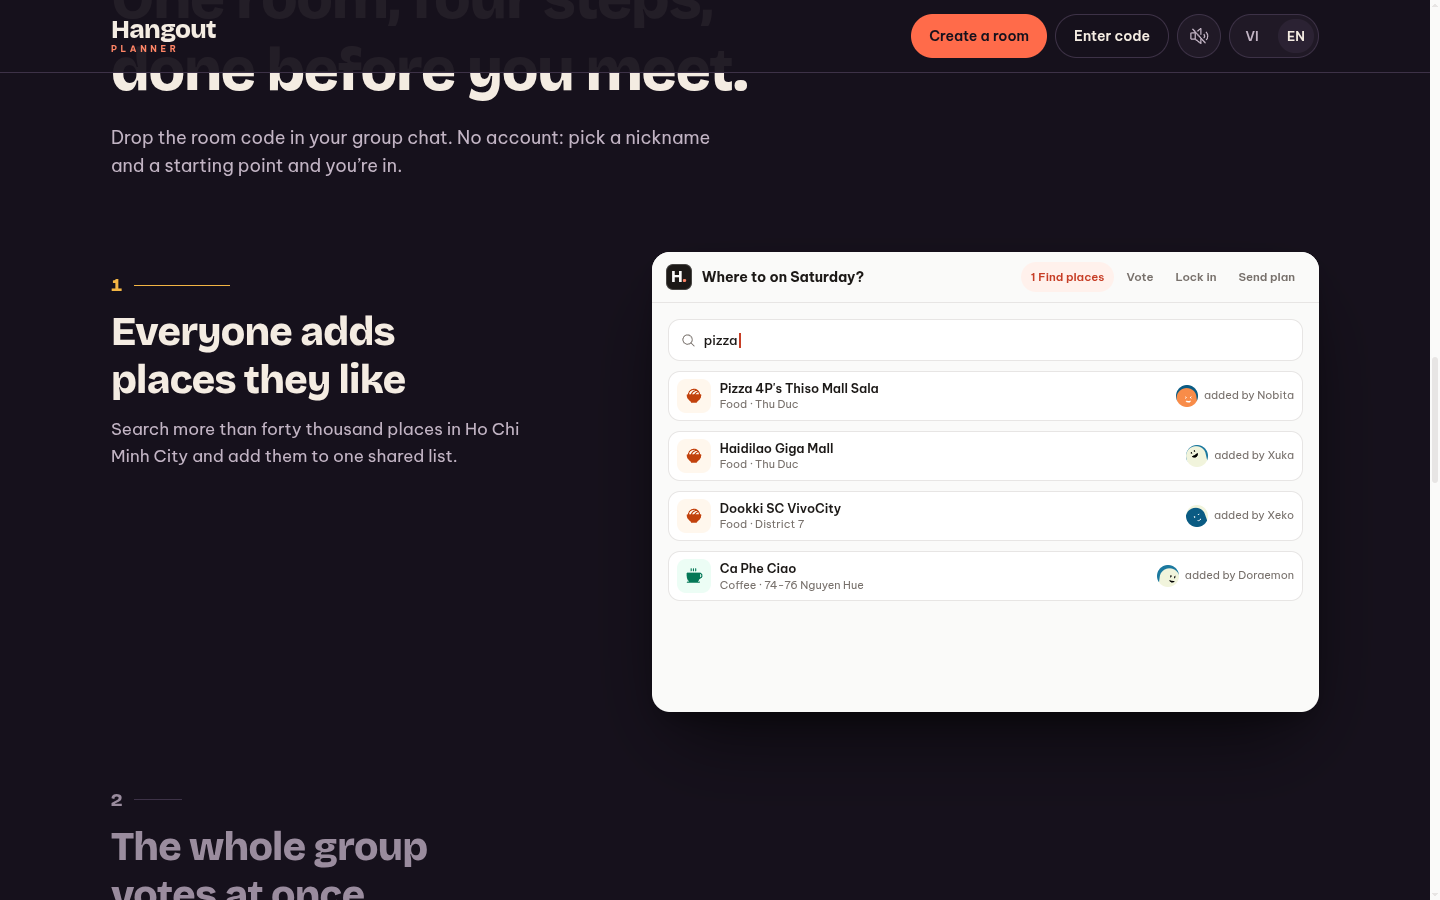 One room, four steps,
Hangout
PLANNER
Create a room
Enter code
VI
EN
done before you meet.
Drop the room code in your group chat. No account: pick a nickname
and a starting point and you’re in.
1
Everyone adds
places they like
Search more than forty thousand places in Ho Chi
Minh City and add them to one shared list.
H.
Where to on Saturday?
1 Find places
Vote
Lock in
Send plan
pizza
Pizza 4P's Thiso Mall Sala
Food · Thu Duc
added by Nobita
Haidilao Giga Mall
Food · Thu Duc
added by Xuka
Dookki SC VivoCity
Food · District 7
added by Xeko
Ca Phe Ciao
Coffee · 74-76 Nguyen Hue
added by Doraemon
2
The whole group
votes at once